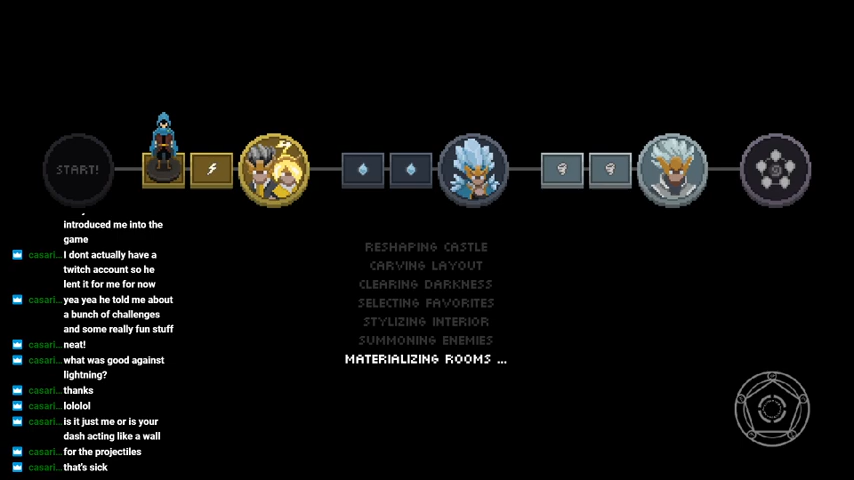 START!
introduced me into the
game
casari... I dont actually have a
twitch account so he
lent it for me for now
casari... yea yea he told me about
a bunch of challenges
and some really fun stuff
casari... neat!
casari... what was good against
lightning?
casari... thanks
casari... lololol
casari... is it just me or is your
dash acting like a wall
casari... for the projectiles
casari... that's sick
RESHAPING CASTLE
CARVING LAYOUT
CLEARING DARKNESS
SELECTING FAVORITES
STYLIZING INTERIOR
SUMMONING ENEMIES
MATERIALIZING ROOMS ...